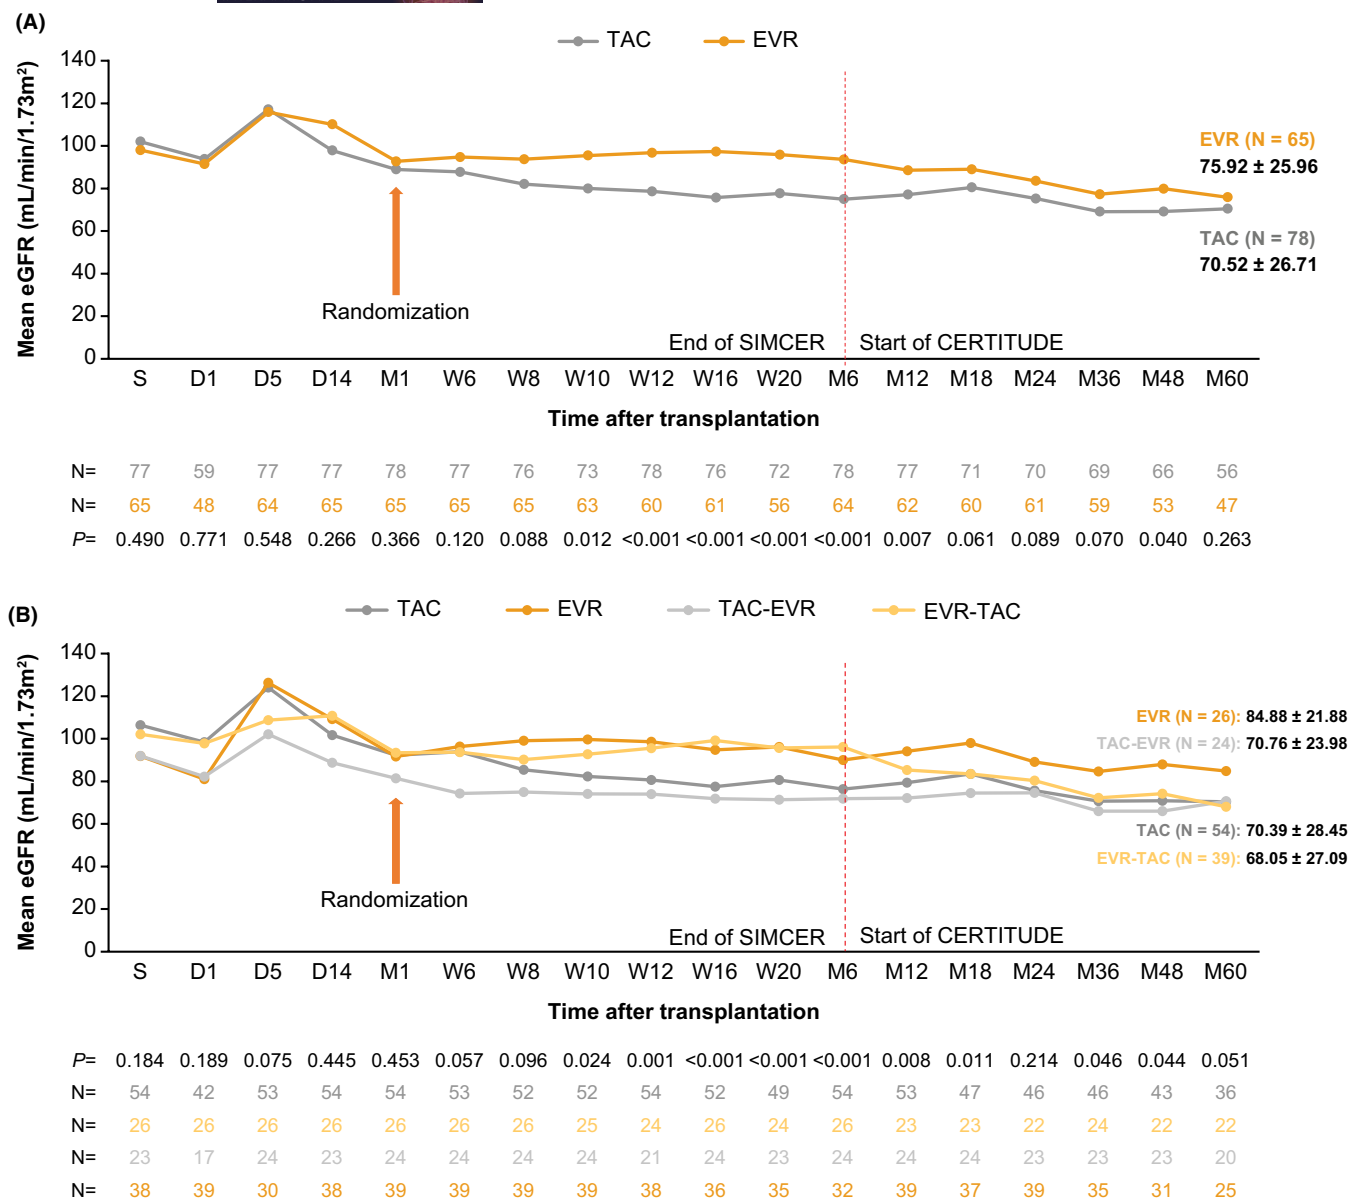 (A)
TAC EVR
Mean eGFR (mL/min/1.73m²)
140
120
100
80
60
40
20
0
EVR (N = 65)
75.92 ± 25.96
TAC (N = 78)
70.52 ± 26.71
Randomization
End of SIMCER Start of CERTITUDE
S D1 D5 D14 M1 W6 W8 W10 W12 W16 W20 M6 M12 M18 M24 M36 M48 M60
Time after transplantation
N= 77 59 77 77 78 77 76 73 78 76 72 78 77 71 70 69 66 56
N= 65 48 64 65 65 65 65 63 60 61 56 64 62 60 61 59 53 47
P= 0.490 0.771 0.548 0.266 0.366 0.120 0.088 0.012 <0.001 <0.001 <0.001 <0.001 0.007 0.061 0.089 0.070 0.040 0.263
(B)
TAC EVR TAC-EVR EVR-TAC
Mean eGFR (mL/min/1.73m²)
140
120
100
80
60
40
20
0
EVR (N = 26): 84.88 ± 21.88
TAC-EVR (N = 24): 70.76 ± 23.98
TAC (N = 54): 70.39 ± 28.45
EVR-TAC (N = 39): 68.05 ± 27.09
Randomization
End of SIMCER Start of CERTITUDE
S D1 D5 D14 M1 W6 W8 W10 W12 W16 W20 M6 M12 M18 M24 M36 M48 M60
Time after transplantation
P= 0.184 0.189 0.075 0.445 0.453 0.057 0.096 0.024 0.001 <0.001 <0.001 <0.001 0.008 0.011 0.214 0.046 0.044 0.051
N= 54 42 53 54 54 53 52 52 54 52 49 54 53 47 46 46 43 36
N= 26 26 26 26 26 26 26 25 24 26 24 26 23 23 22 24 22 22
N= 23 17 24 23 24 24 24 24 21 24 23 24 24 24 23 23 23 20
N= 38 39 30 38 39 39 39 39 38 36 35 32 39 37 39 35 31 25